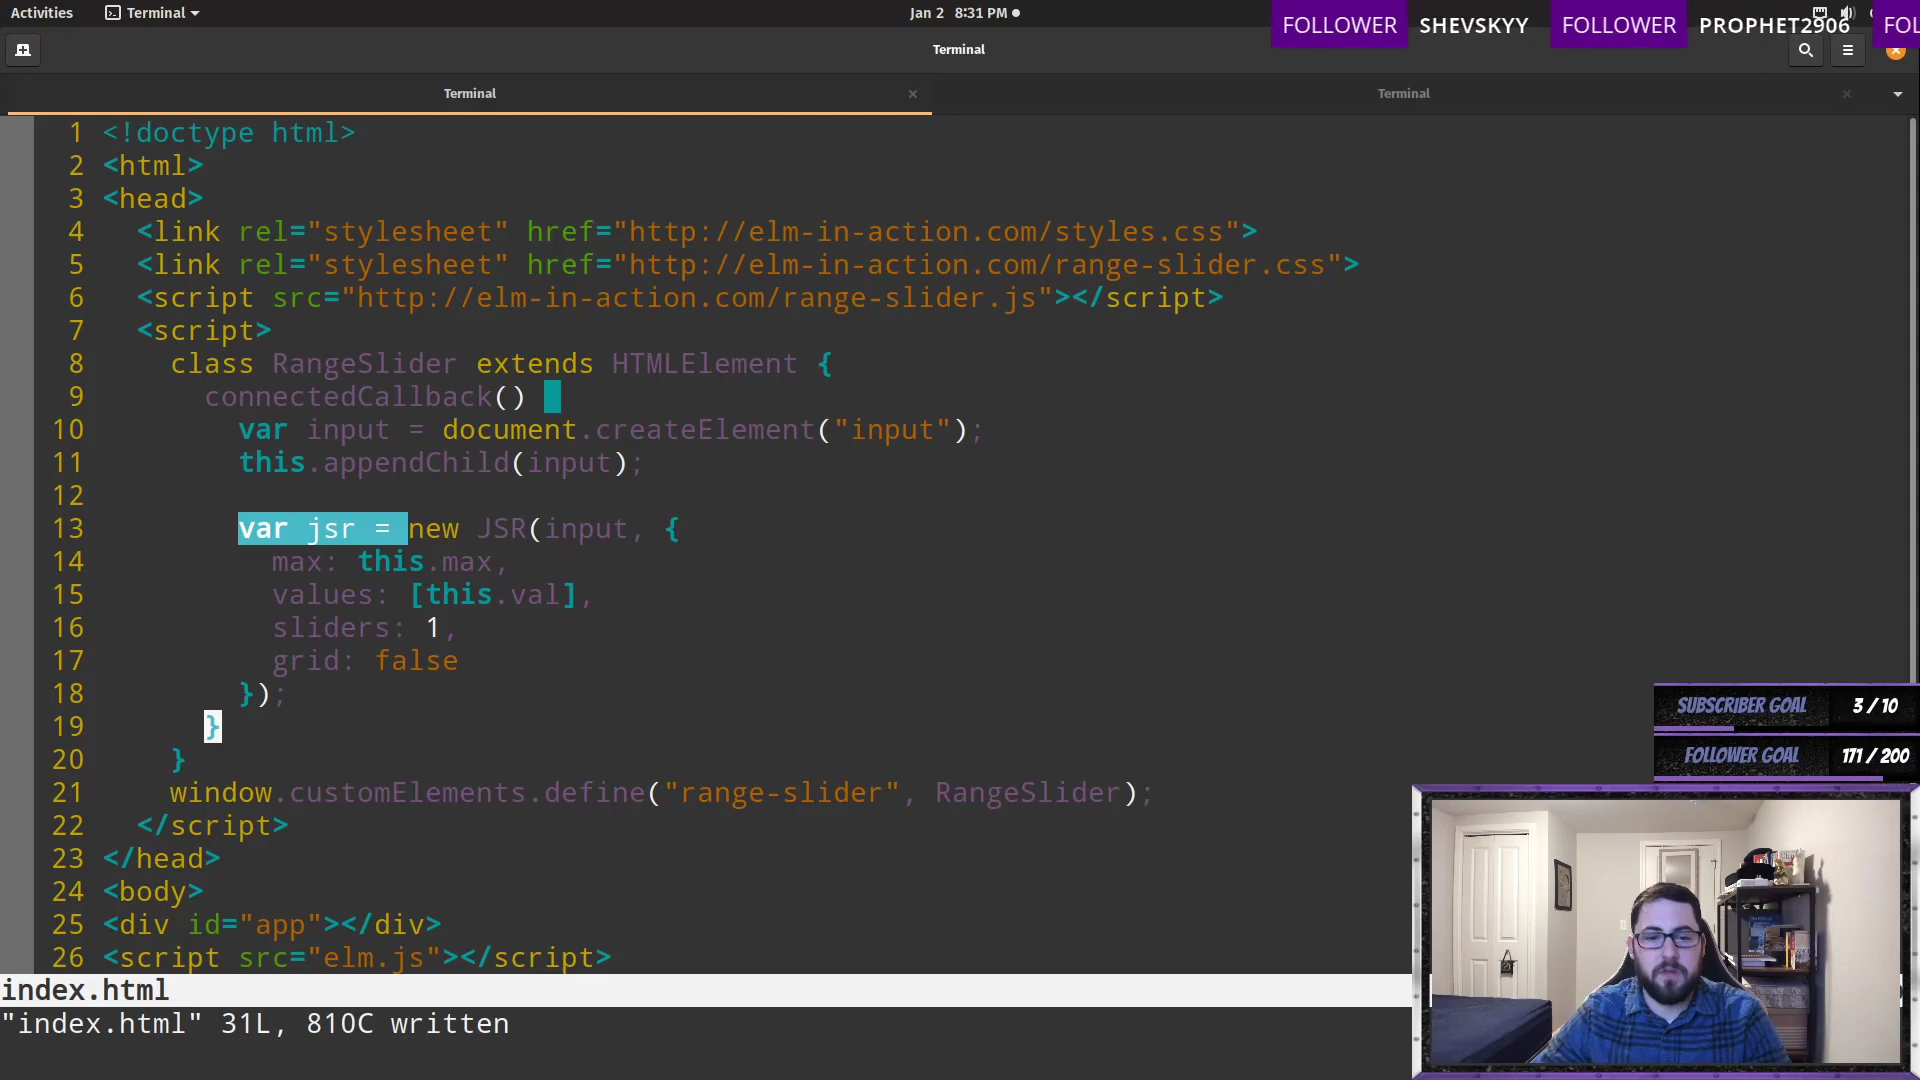 Activities Terminal Jan 2 8:31 PM
FOLLOWER SHEVSKYY FOLLOWER PROPHET2906 FOL
Terminal
Terminal × Terminal ×
1 <!doctype html>
2 <html>
3 <head>
4   <link rel="stylesheet" href="http://elm-in-action.com/styles.css">
5   <link rel="stylesheet" href="http://elm-in-action.com/range-slider.css">
6   <script src="http://elm-in-action.com/range-slider.js"></script>
7   <script>
8     class RangeSlider extends HTMLElement {
9       connectedCallback()
10         var input = document.createElement("input");
11         this.appendChild(input);
12
13         var jsr = new JSR(input, {
14           max: this.max,
15           values: [this.val],
16           sliders: 1,
17           grid: false
18         });
19       }
20     }
21     window.customElements.define("range-slider", RangeSlider);
22   </script>
23 </head>
24 <body>
25 <div id="app"></div>
26 <script src="elm.js"></script>
index.html
"index.html" 31L, 810C written
SUBSCRIBER GOAL 3 / 10
FOLLOWER GOAL 171 / 200